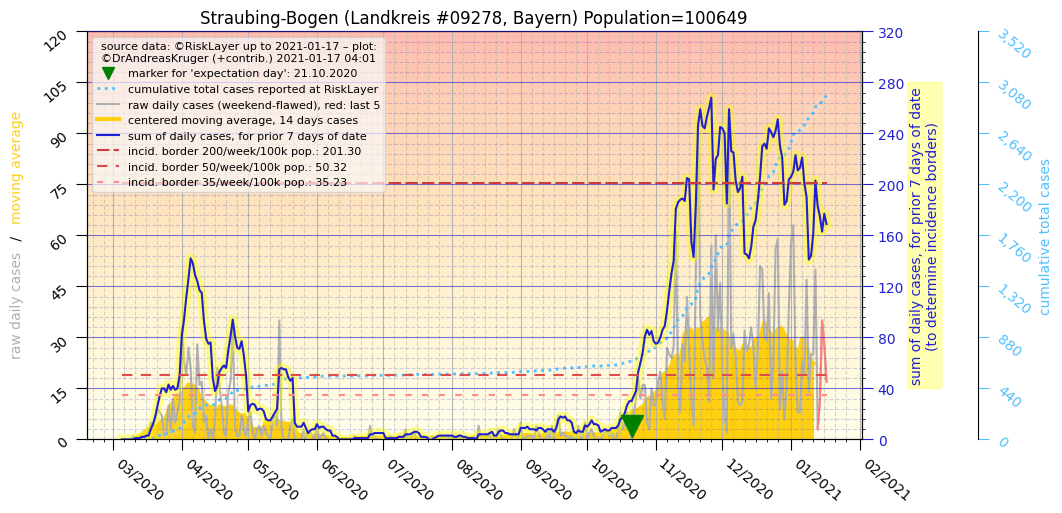 Straubing-Bogen (Landkreis #09278, Bayern) Population=100649
source data: ©RiskLayer up to 2021-01-17 – plot:
©DrAndreasKruger (+contrib.) 2021-01-17 04:01
marker for 'expectation day': 21.10.2020
cumulative total cases reported at RiskLayer
raw daily cases (weekend-flawed), red: last 5
centered moving average, 14 days cases
sum of daily cases, for prior 7 days of date
incid. border 200/week/100k pop.: 201.30
incid. border 50/week/100k pop.: 50.32
incid. border 35/week/100k pop.: 35.23
raw daily cases / moving average
120
105
90
75
60
45
30
15
0
320
280
240
200
160
120
80
40
0
sum of daily cases, for prior 7 days of date
(to determine incidence borders)
3,520
3,080
2,640
2,200
1,760
1,320
880
440
0
cumulative total cases
03/2020
04/2020
05/2020
06/2020
07/2020
08/2020
09/2020
10/2020
11/2020
12/2020
01/2021
02/2021